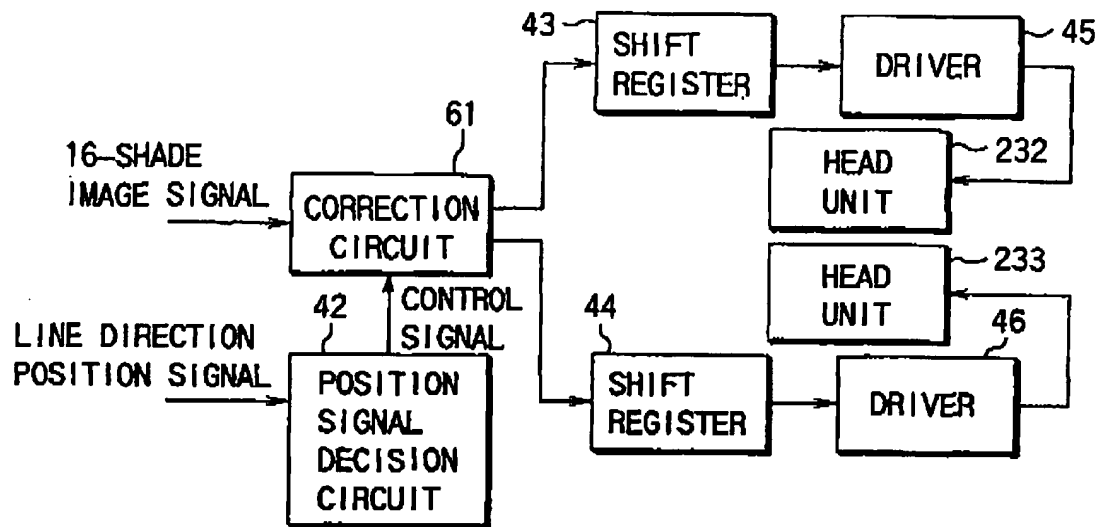 43
SHIFT
REGISTER
45
DRIVER
61
16-SHADE
IMAGE SIGNAL
CORRECTION
CIRCUIT
232
HEAD
UNIT
233
HEAD
UNIT
CONTROL
SIGNAL
42
LINE DIRECTION
POSITION SIGNAL
POSITION
SIGNAL
DECISION
CIRCUIT
44
SHIFT
REGISTER
46
DRIVER